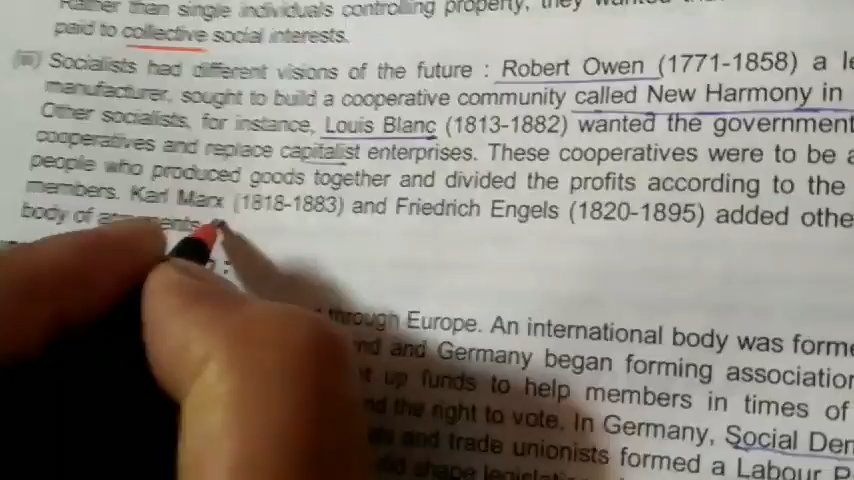 Rather than single individuals controlling property, they wanted
paid to collective social interests.
(iii) Socialists had different visions of the future : Robert Owen (1771-1858) a le
manufacturer, sought to build a cooperative community called New Harmony in
Other socialists, for instance, Louis Blanc (1813-1882) wanted the government
cooperatives and replace capitalist enterprises. These cooperatives were to be a
people who produced goods together and divided the profits according to the
members. Karl Marx (1818-1883) and Friedrich Engels (1820-1895) added othe
body of arguments
:
through Europe. An international body was forme
nd and Germany began forming association
t up funds to help members in times of
nd the right to vote. In Germany, Social Den
and trade unionists formed a Labour P
did shape